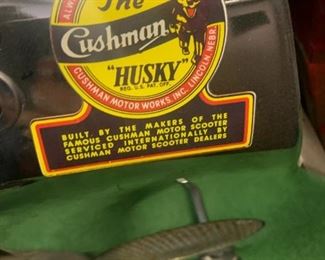 ALWA
The
Cushman
"HUSKY"
REG. U.S. PAT. OFF.
CUSHMAN MOTOR WORKS, INC. LINCOLN, NEBR.
BUILT BY THE MAKERS OF THE
FAMOUS CUSHMAN MOTOR SCOOTER
SERVICED INTERNATIONALLY BY
CUSHMAN MOTOR SCOOTER DEALERS